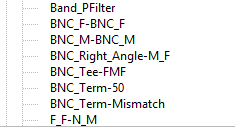 Band_PFilter
BNC_F-BNC_F
BNC_M-BNC_M
BNC_Right_Angle-M_F
BNC_Tee-FMF
BNC_Term-50
BNC_Term-Mismatch
F_F-N_M